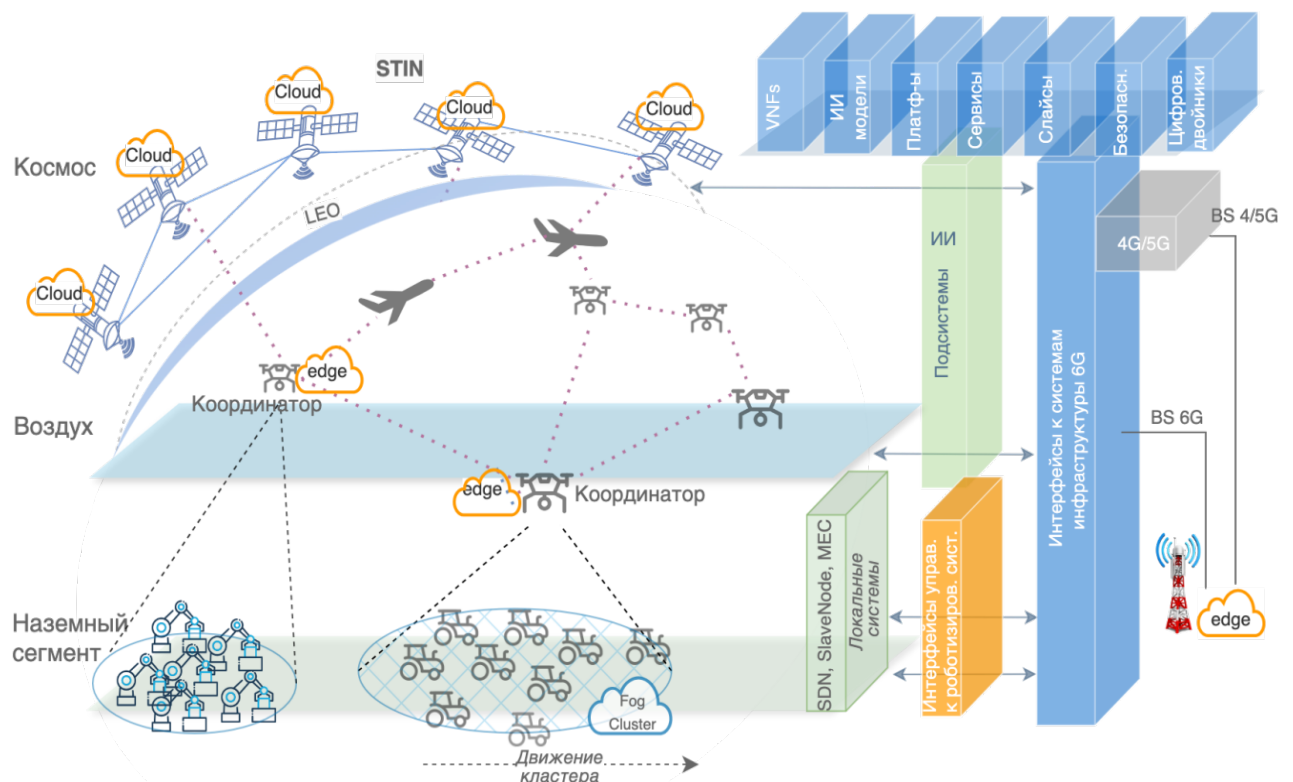 STIN
Cloud
Cloud
Cloud
Cloud
Cloud
Космос
LEO
VNFs
ИИ
модели
Платф-ы
Сервисы
Слайсы
Безопасн.
Цифров.
двойники
4G/5G
BS 4/5G
Подсистемы ИИ
Интерфейсы к системам
инфраструктуры 6G
BS 6G
edge
Координатор
Воздух
edge
Координатор
SDN, SlaveNode, MEC
Локальные
системы
Интерфейсы управ.
к роботизиров. сист.
edge
Наземный
сегмент
Fog
Cluster
Движение
кластера